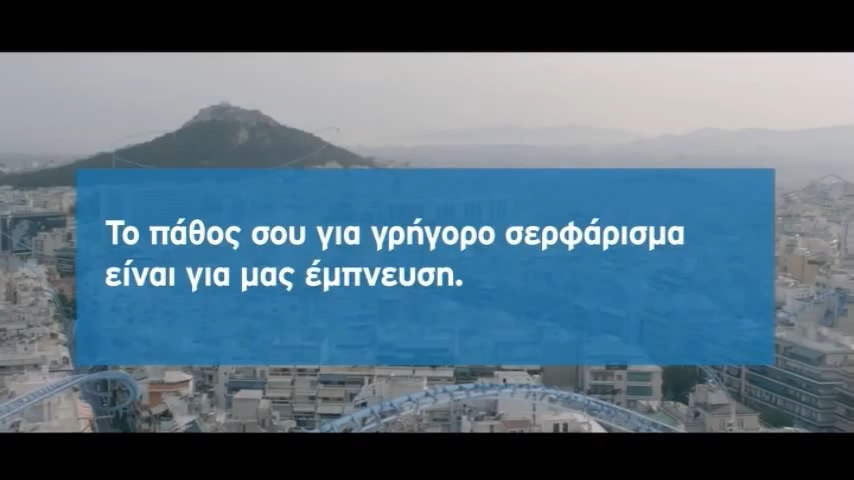 Το πάθος σου για γρήγορο σερφάρισμα
είναι για μας έμπνευση.